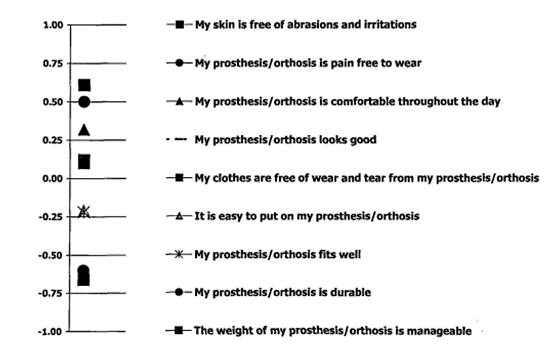 1.00 My skin is free of abrasions and irritations
0.75 My prosthesis/orthosis is pain free to wear
0.50 My prosthesis/orthosis is comfortable throughout the day
0.25 My prosthesis/orthosis looks good
0.00 My clothes are free of wear and tear from my prosthesis/orthosis
-0.25 It is easy to put on my prosthesis/orthosis
-0.50 My prosthesis/orthosis fits well
-0.75 My prosthesis/orthosis is durable
-1.00 The weight of my prosthesis/orthosis is manageable